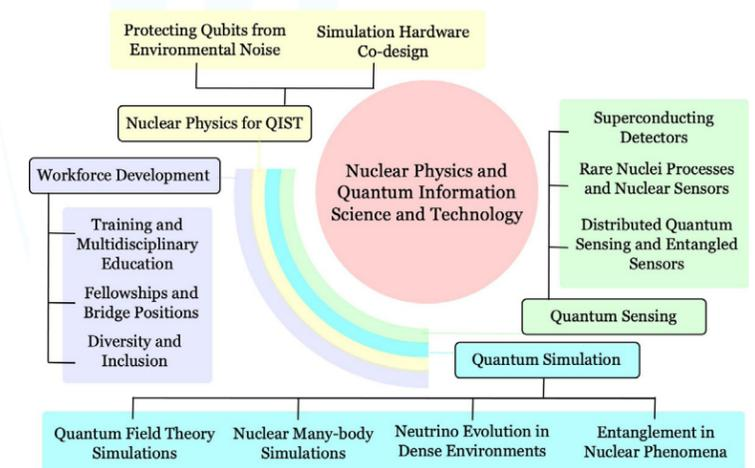 Protecting Qubits from
Environmental Noise
Simulation Hardware
Co-design
Nuclear Physics for QIST
Workforce Development
Training and
Multidisciplinary
Education
Fellowships and
Bridge Positions
Diversity and
Inclusion
Nuclear Physics and
Quantum Information
Science and Technology
Superconducting
Detectors
Rare Nuclei Processes
and Nuclear Sensors
Distributed Quantum
Sensing and Entangled
Sensors
Quantum Sensing
Quantum Simulation
Quantum Field Theory
Simulations
Nuclear Many-body
Simulations
Neutrino Evolution in
Dense Environments
Entanglement in
Nuclear Phenomena